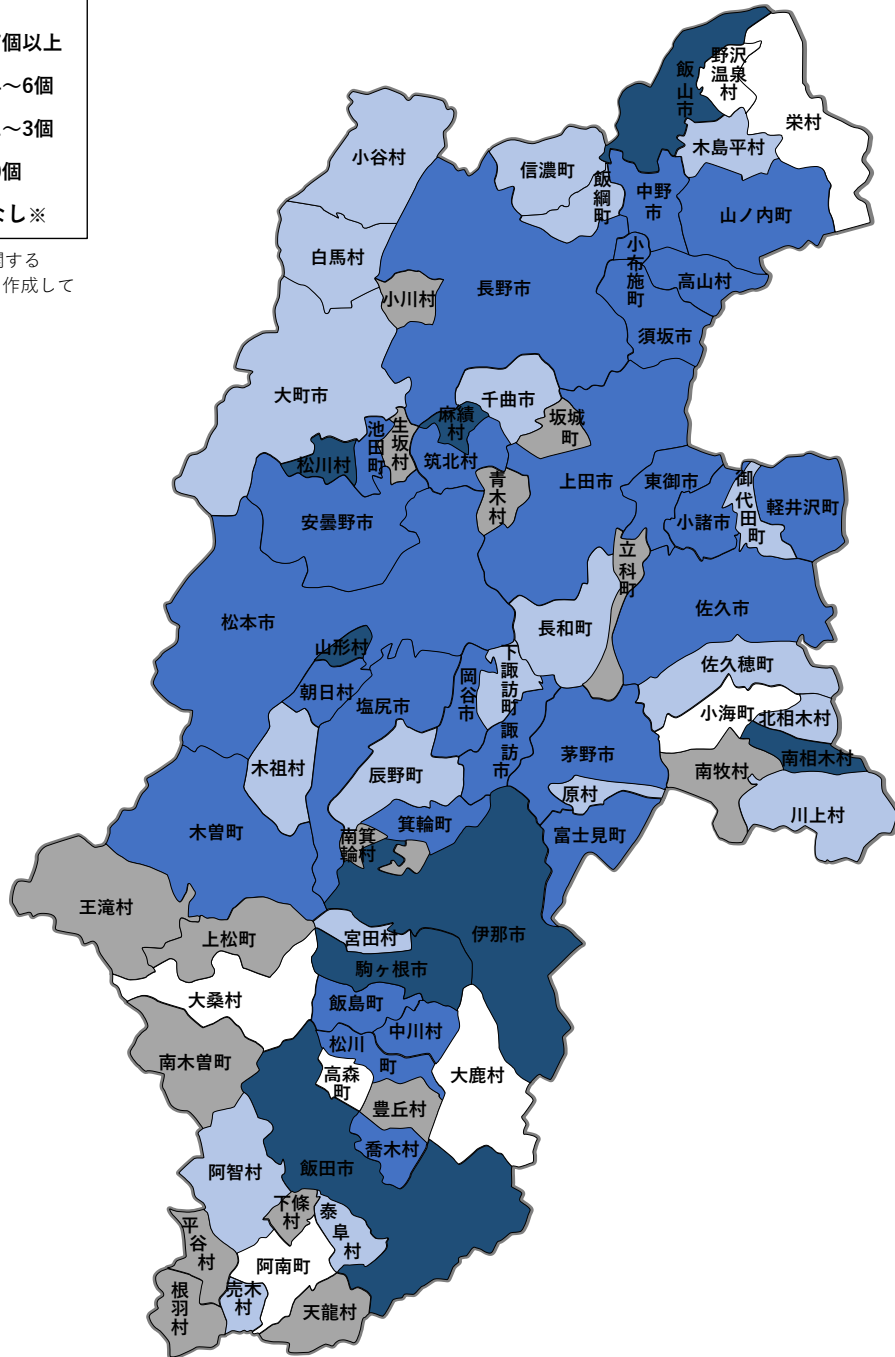 個以上
～6個
～3個
個
なし※
関する
作成して
飯山市
野沢温泉村
栄村
木島平村
小谷村
信濃町
飯綱町
中野市
山ノ内町
白馬村
小川村
長野市
小布施町
高山村
須坂市
大町市
千曲市
坂城町
麻績村
池田町
生坂村
松川村
筑北村
青木村
上田市
東御市
御代田町
軽井沢町
小諸市
安曇野市
立科町
松本市
山形村
長和町
佐久市
朝日村
塩尻市
岡谷市
下諏訪町
諏訪市
佐久穂町
小海町
北相木村
南相木村
木祖村
辰野町
茅野市
原村
南牧村
川上村
木曽町
南箕輪村
箕輪町
富士見町
王滝村
上松町
宮田村
伊那市
駒ヶ根市
大桑村
飯島町
中川村
松川町
南木曽町
高森町
大鹿村
豊丘村
喬木村
阿智村
飯田市
下條村
泰阜村
平谷村
阿南町
根羽村
売木村
天龍村